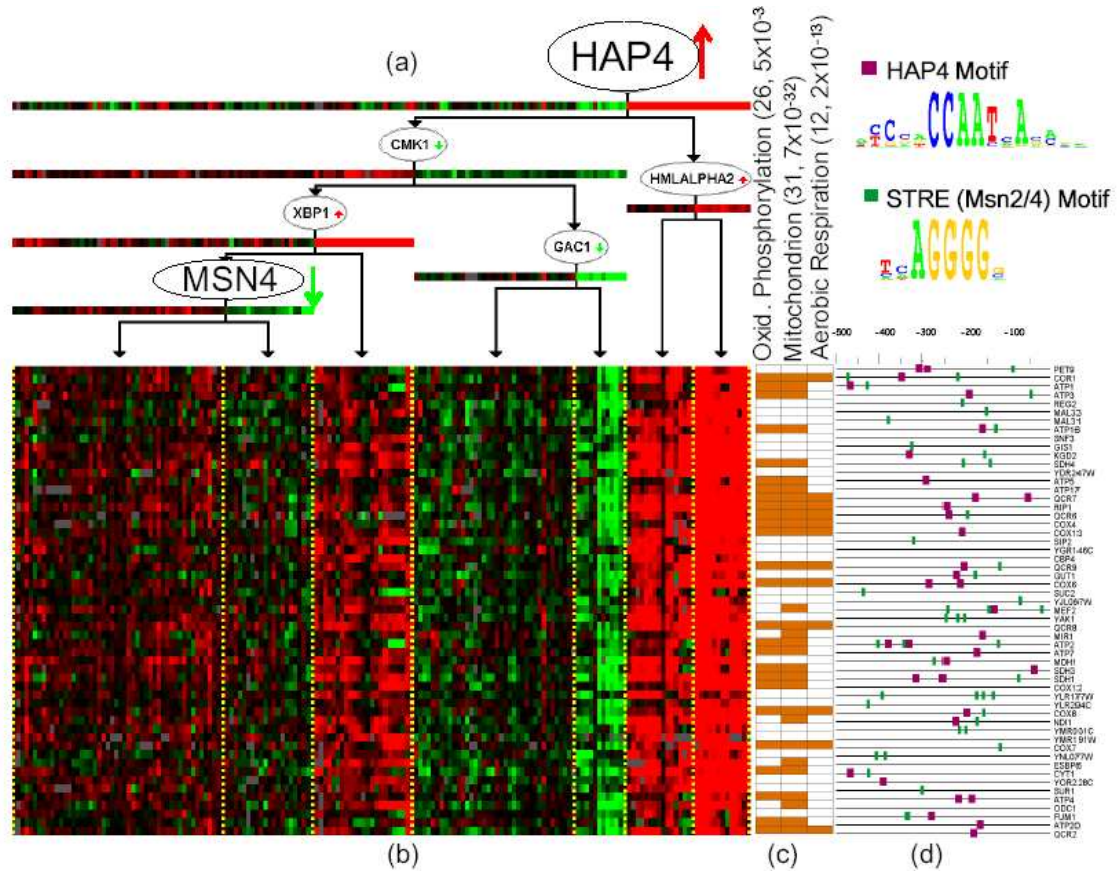 (a)
HAP4
CMK1
HMLALPHA2
XBP1
GAC1
MSN4
Oxid. Phosphorylation (26, 5x10-3
Mitochondrion (31, 7x10-32)
Aerobic Respiration (12, 2x10-13)
HAP4 Motif
CCAAT
STRE (Msn2/4) Motif
AGGGG
-500 -300 -200 -100
PET9
COR1
ATP1
ATP3
REG2
MAL33
MAL31
ATP16
SNF3
GIS1
KGD2
SDH4
YDR247W
ATP5
ATP17
QCR7
RIP1
QCR6
COX4
COX13
SIP2
YGR146C
CBP4
QCR9
GUT1
COX6
SUC2
YJL067W
MEF2
YAK1
QCR8
MIR1
ATP2
ATP7
MDH1
SDH3
SDH1
COX12
YLR177W
YLR294C
COX8
NDI1
YMR031C
YMR191W
COX7
YNL077W
ESBP6
CYT1
YOR228C
SUR1
ATP4
ODC1
FUM1
ATP20
QCR2
(b)
(c)
(d)